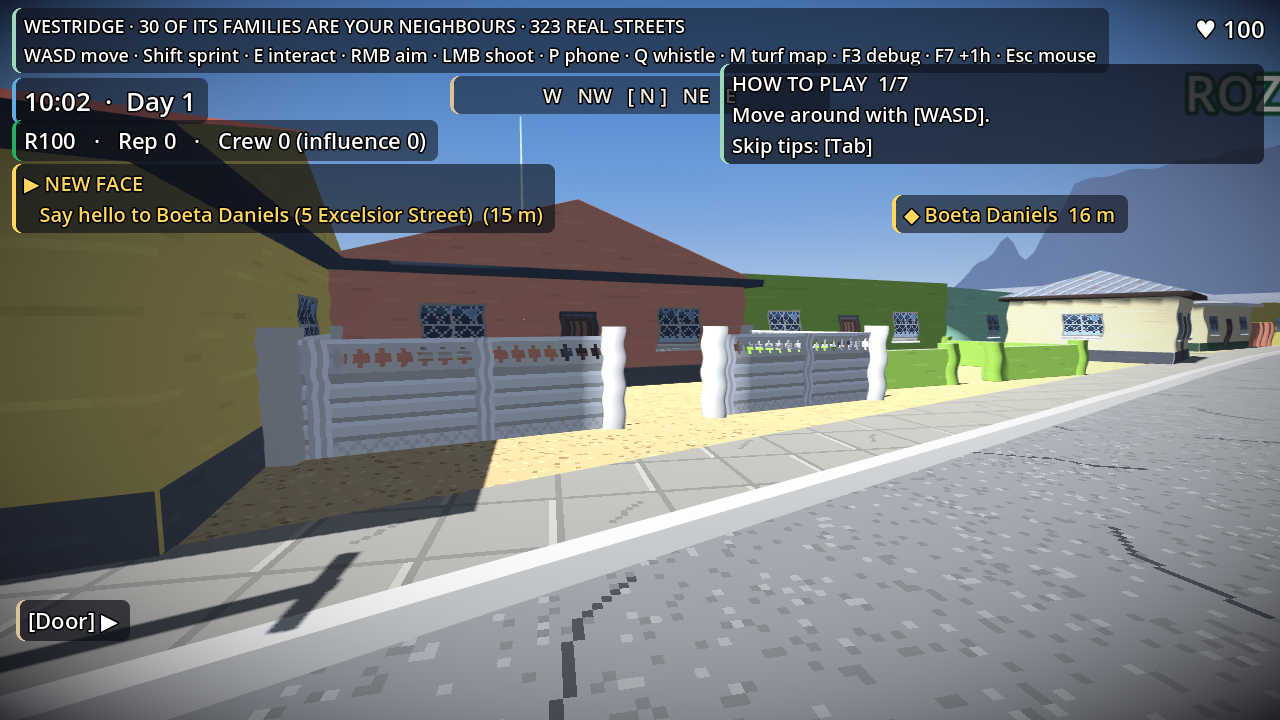 WESTRIDGE · 30 OF ITS FAMILIES ARE YOUR NEIGHBOURS · 323 REAL STREETS
WASD move · Shift sprint · E interact · RMB aim · LMB shoot · P phone · Q whistle · M turf map · F3 debug · F7 +1h · Esc mouse
♥ 100
10:02 · Day 1
W NW [ N ] NE E
HOW TO PLAY 1/7
Move around with [WASD].
Skip tips: [Tab]
R100 · Rep 0 · Crew 0 (influence 0)
▶ NEW FACE
Say hello to Boeta Daniels (5 Excelsior Street) (15 m)
◆ Boeta Daniels 16 m
[Door] ▶